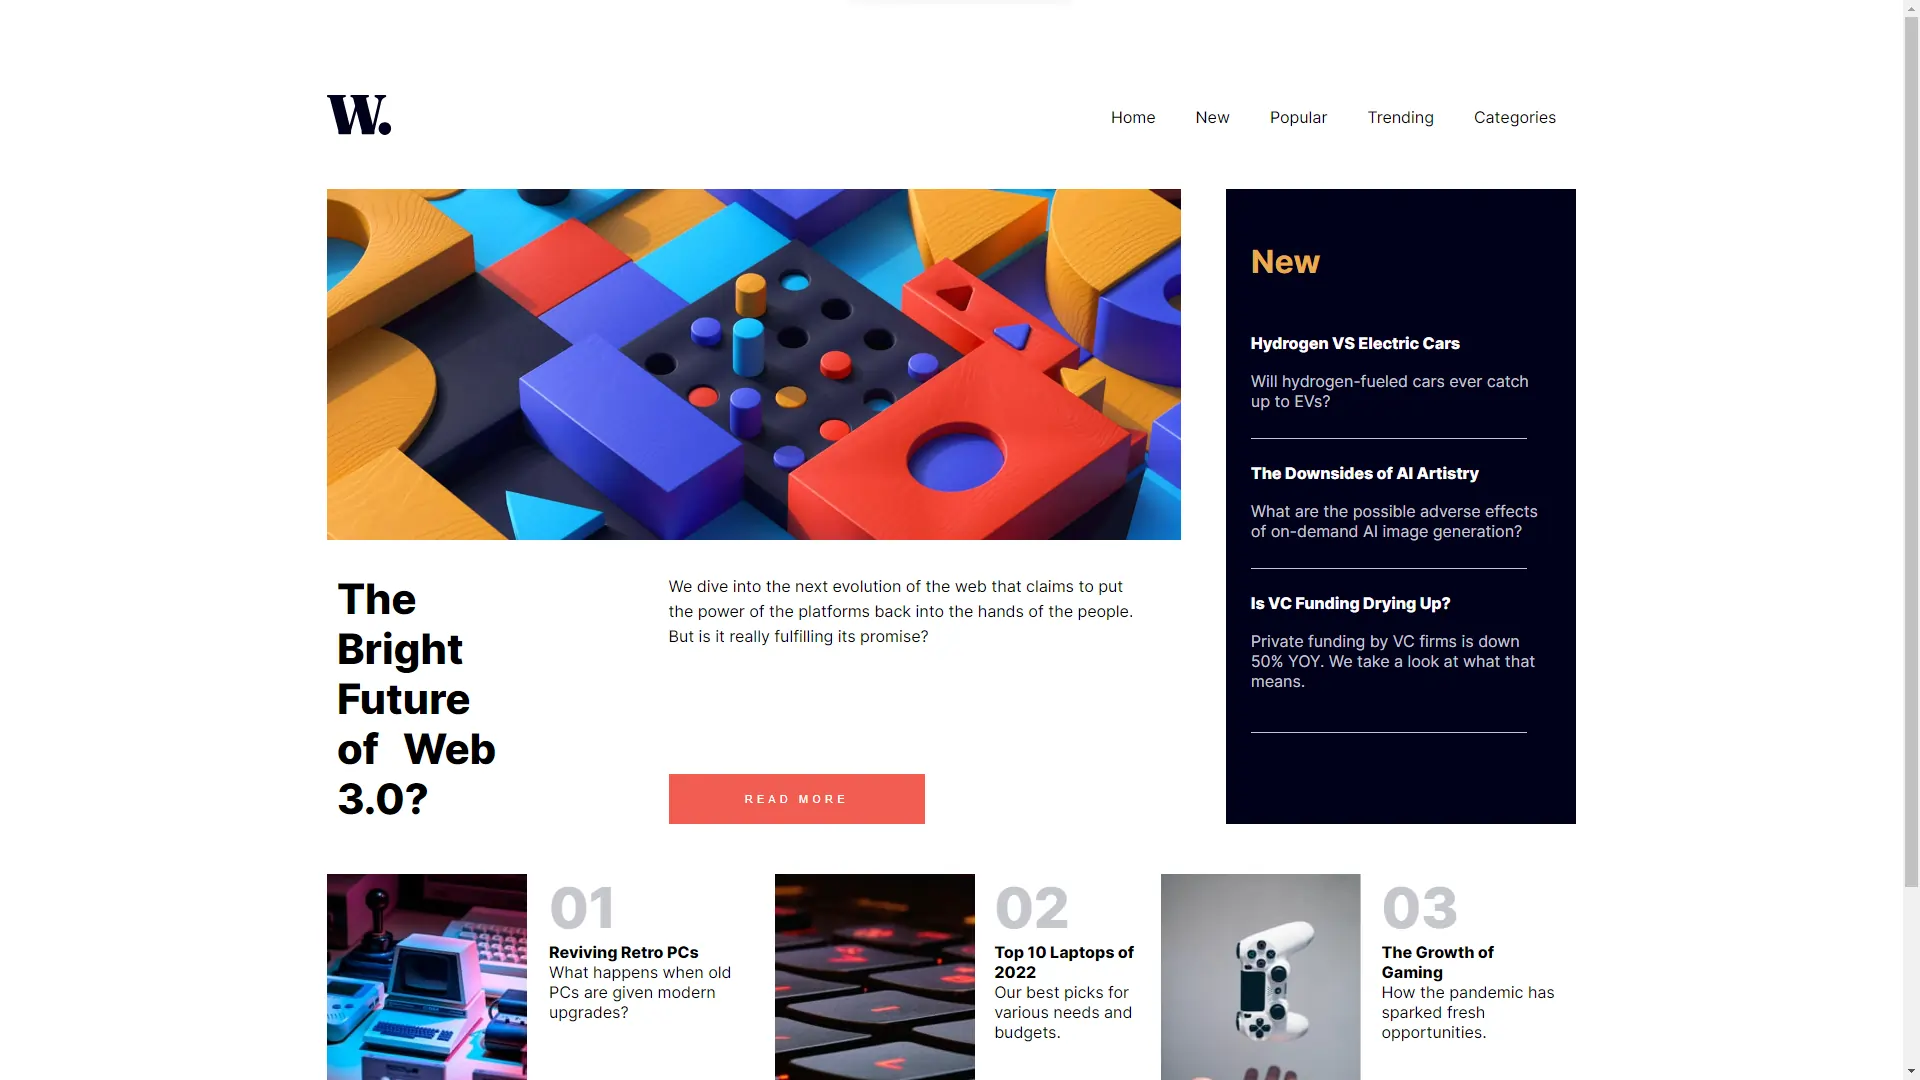 W.
Home New Popular Trending Categories
New
Hydrogen VS Electric Cars
Will hydrogen-fueled cars ever catch
up to EVs?
The Downsides of AI Artistry
What are the possible adverse effects
of on-demand AI image generation?
Is VC Funding Drying Up?
Private funding by VC firms is down
50% YOY. We take a look at what that
means.
The
Bright
Future
of Web
3.0?
We dive into the next evolution of the web that claims to put
the power of the platforms back into the hands of the people.
But is it really fulfilling its promise?
READ MORE
01
Reviving Retro PCs
What happens when old
PCs are given modern
upgrades?
02
Top 10 Laptops of
2022
Our best picks for
various needs and
budgets.
03
The Growth of
Gaming
How the pandemic has
sparked fresh
opportunities.